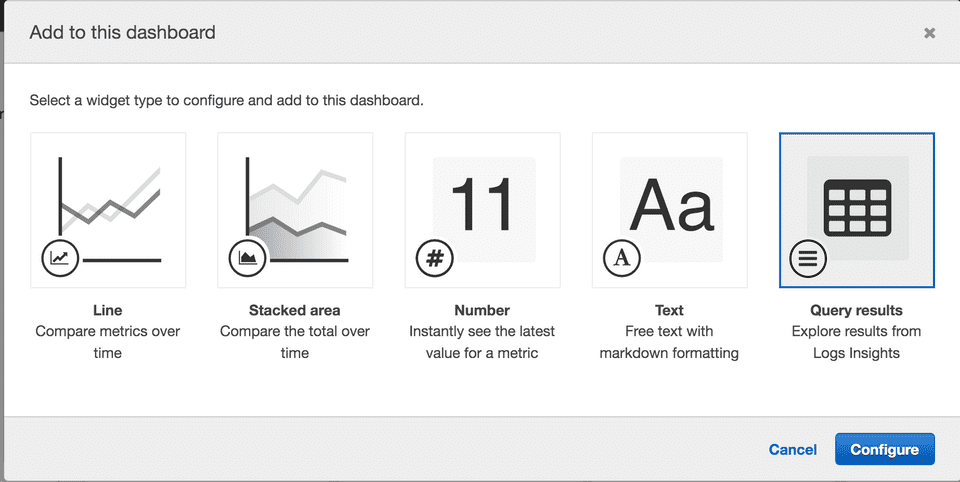 Add to this dashboard
Select a widget type to configure and add to this dashboard.
11
Aa
#
A
Line
Compare metrics over
time
Stacked area
Compare the total over
time
Number
Instantly see the latest
value for a metric
Text
Free text with
markdown formatting
Query results
Explore results from
Logs Insights
Cancel
Configure